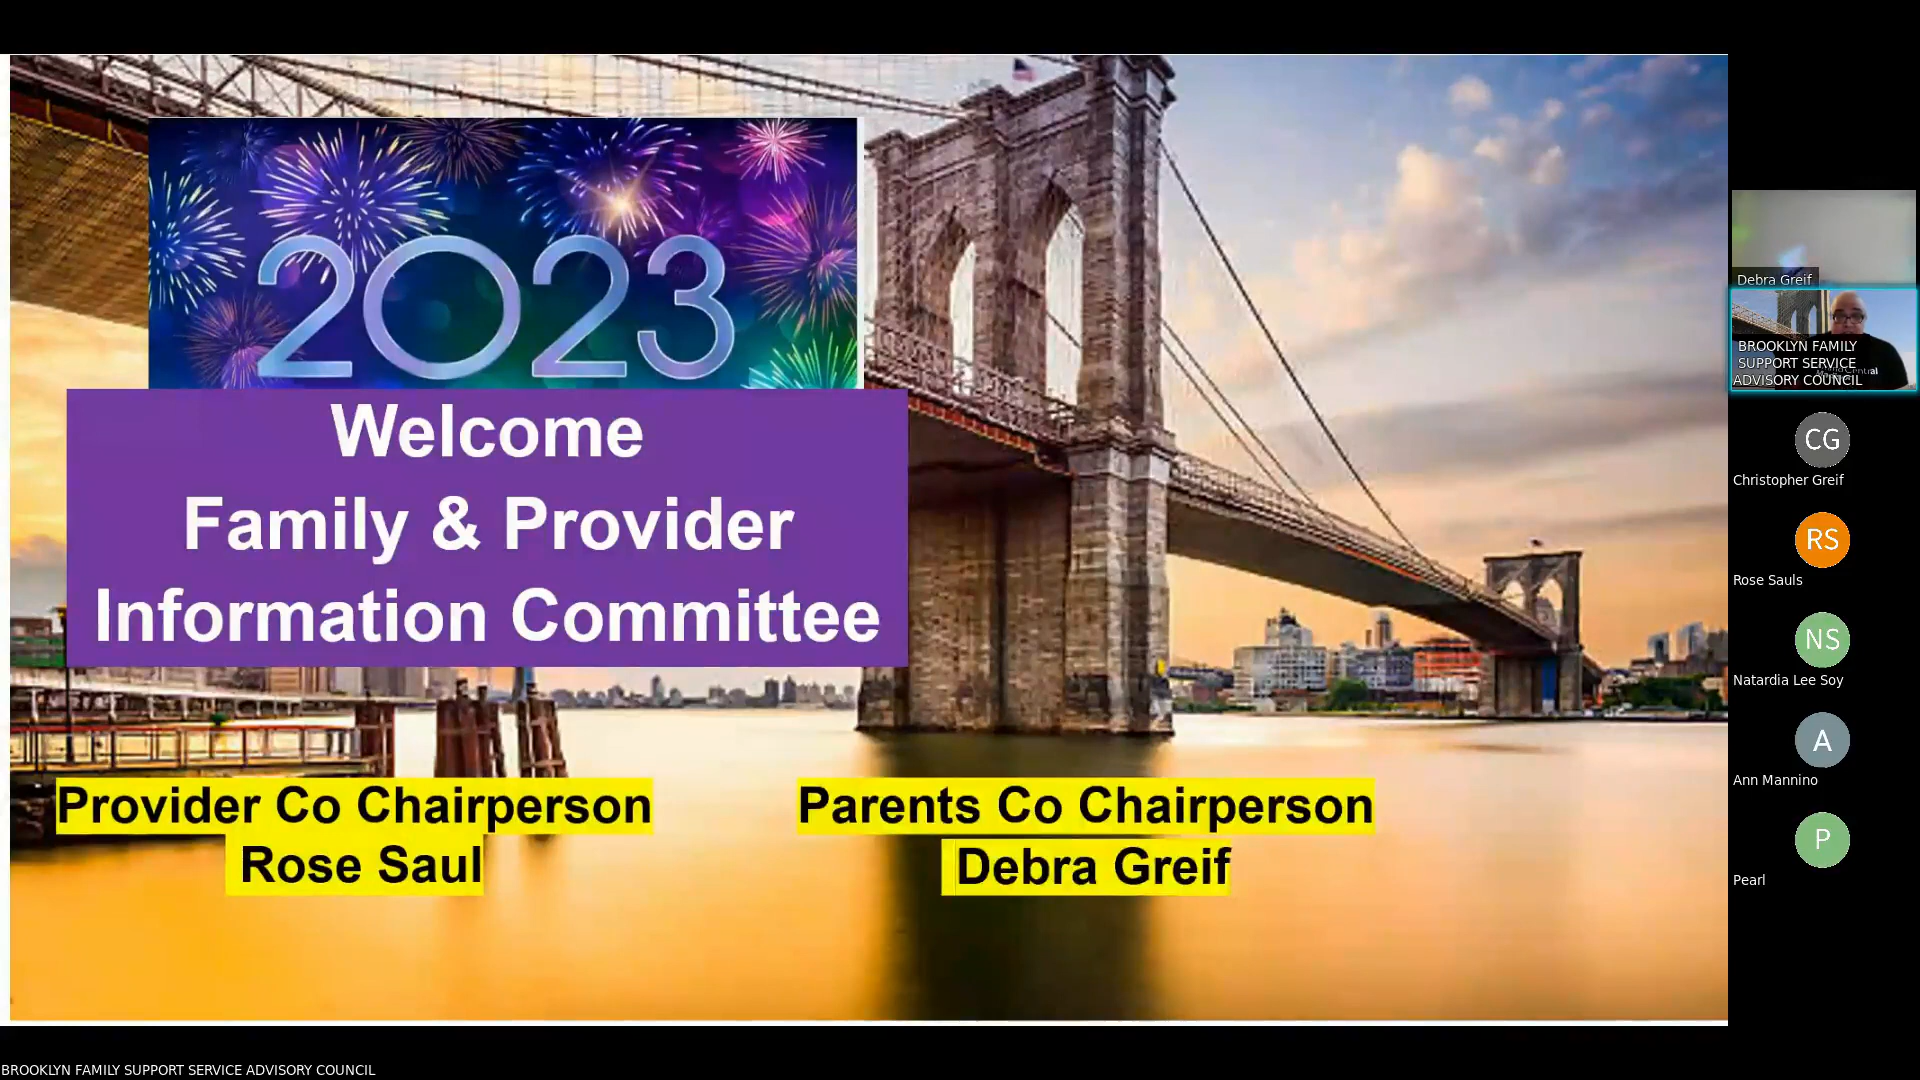 2023
Welcome
Family & Provider
Information Committee
Provider Co Chairperson
Rose Saul
Parents Co Chairperson
Debra Greif
Debra Greif
BROOKLYN FAMILY
SUPPORT SERVICE
ADVISORY COUNCIL
CG
Christopher Greif
RS
Rose Sauls
NS
Natardia Lee Soy
A
Ann Mannino
P
Pearl
BROOKLYN FAMILY SUPPORT SERVICE ADVISORY COUNCIL